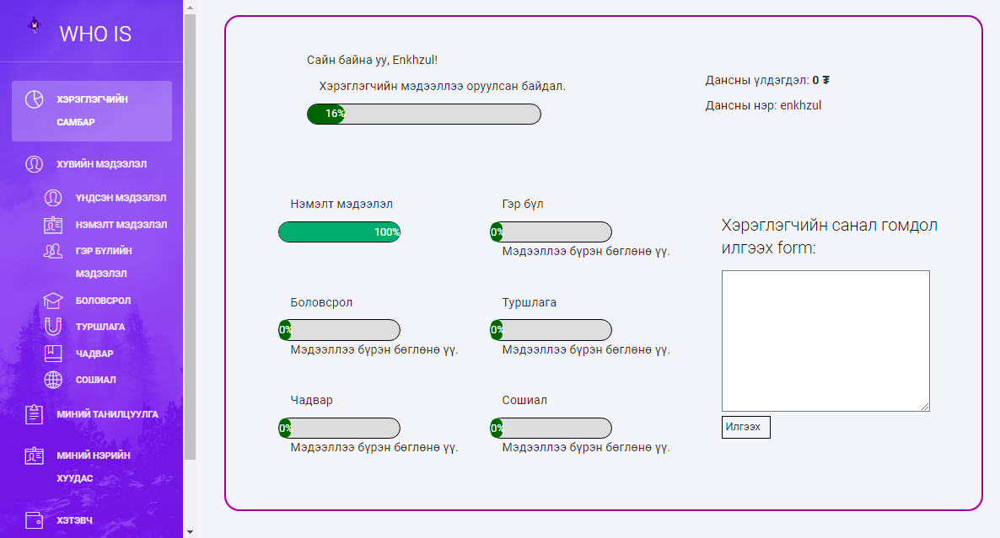 WHO IS
ХЭРЭГЛЭГЧИЙН
САМБАР
ХУВИЙН МЭДЭЭЛЭЛ
ҮНДСЭН МЭДЭЭЛЭЛ
НЭМЭЛТ МЭДЭЭЛЭЛ
ГЭР БҮЛИЙН
МЭДЭЭЛЭЛ
БОЛОВСРОЛ
ТУРШЛАГА
ЧАДВАР
СОШИАЛ
МИНИЙ ТАНИЛЦУУЛГА
МИНИЙ НЭРИЙН
ХУУДАС
ХЭТЭВЧ
Сайн байна уу, Enkhzul!
Хэрэглэгчийн мэдээллээ оруулсан байдал.
16%
Дансны үлдэгдэл: 0 ₮
Дансны нэр: enkhzul
Нэмэлт мэдээлэл
100%
Гэр бүл
0%
Мэдээллээ бүрэн бөглөнө үү.
Боловсрол
0%
Мэдээллээ бүрэн бөглөнө үү.
Туршлага
0%
Мэдээллээ бүрэн бөглөнө үү.
Чадвар
0%
Мэдээллээ бүрэн бөглөнө үү.
Сошиал
0%
Мэдээллээ бүрэн бөглөнө үү.
Хэрэглэгчийн санал гомдол
илгээх form:
Илгээх